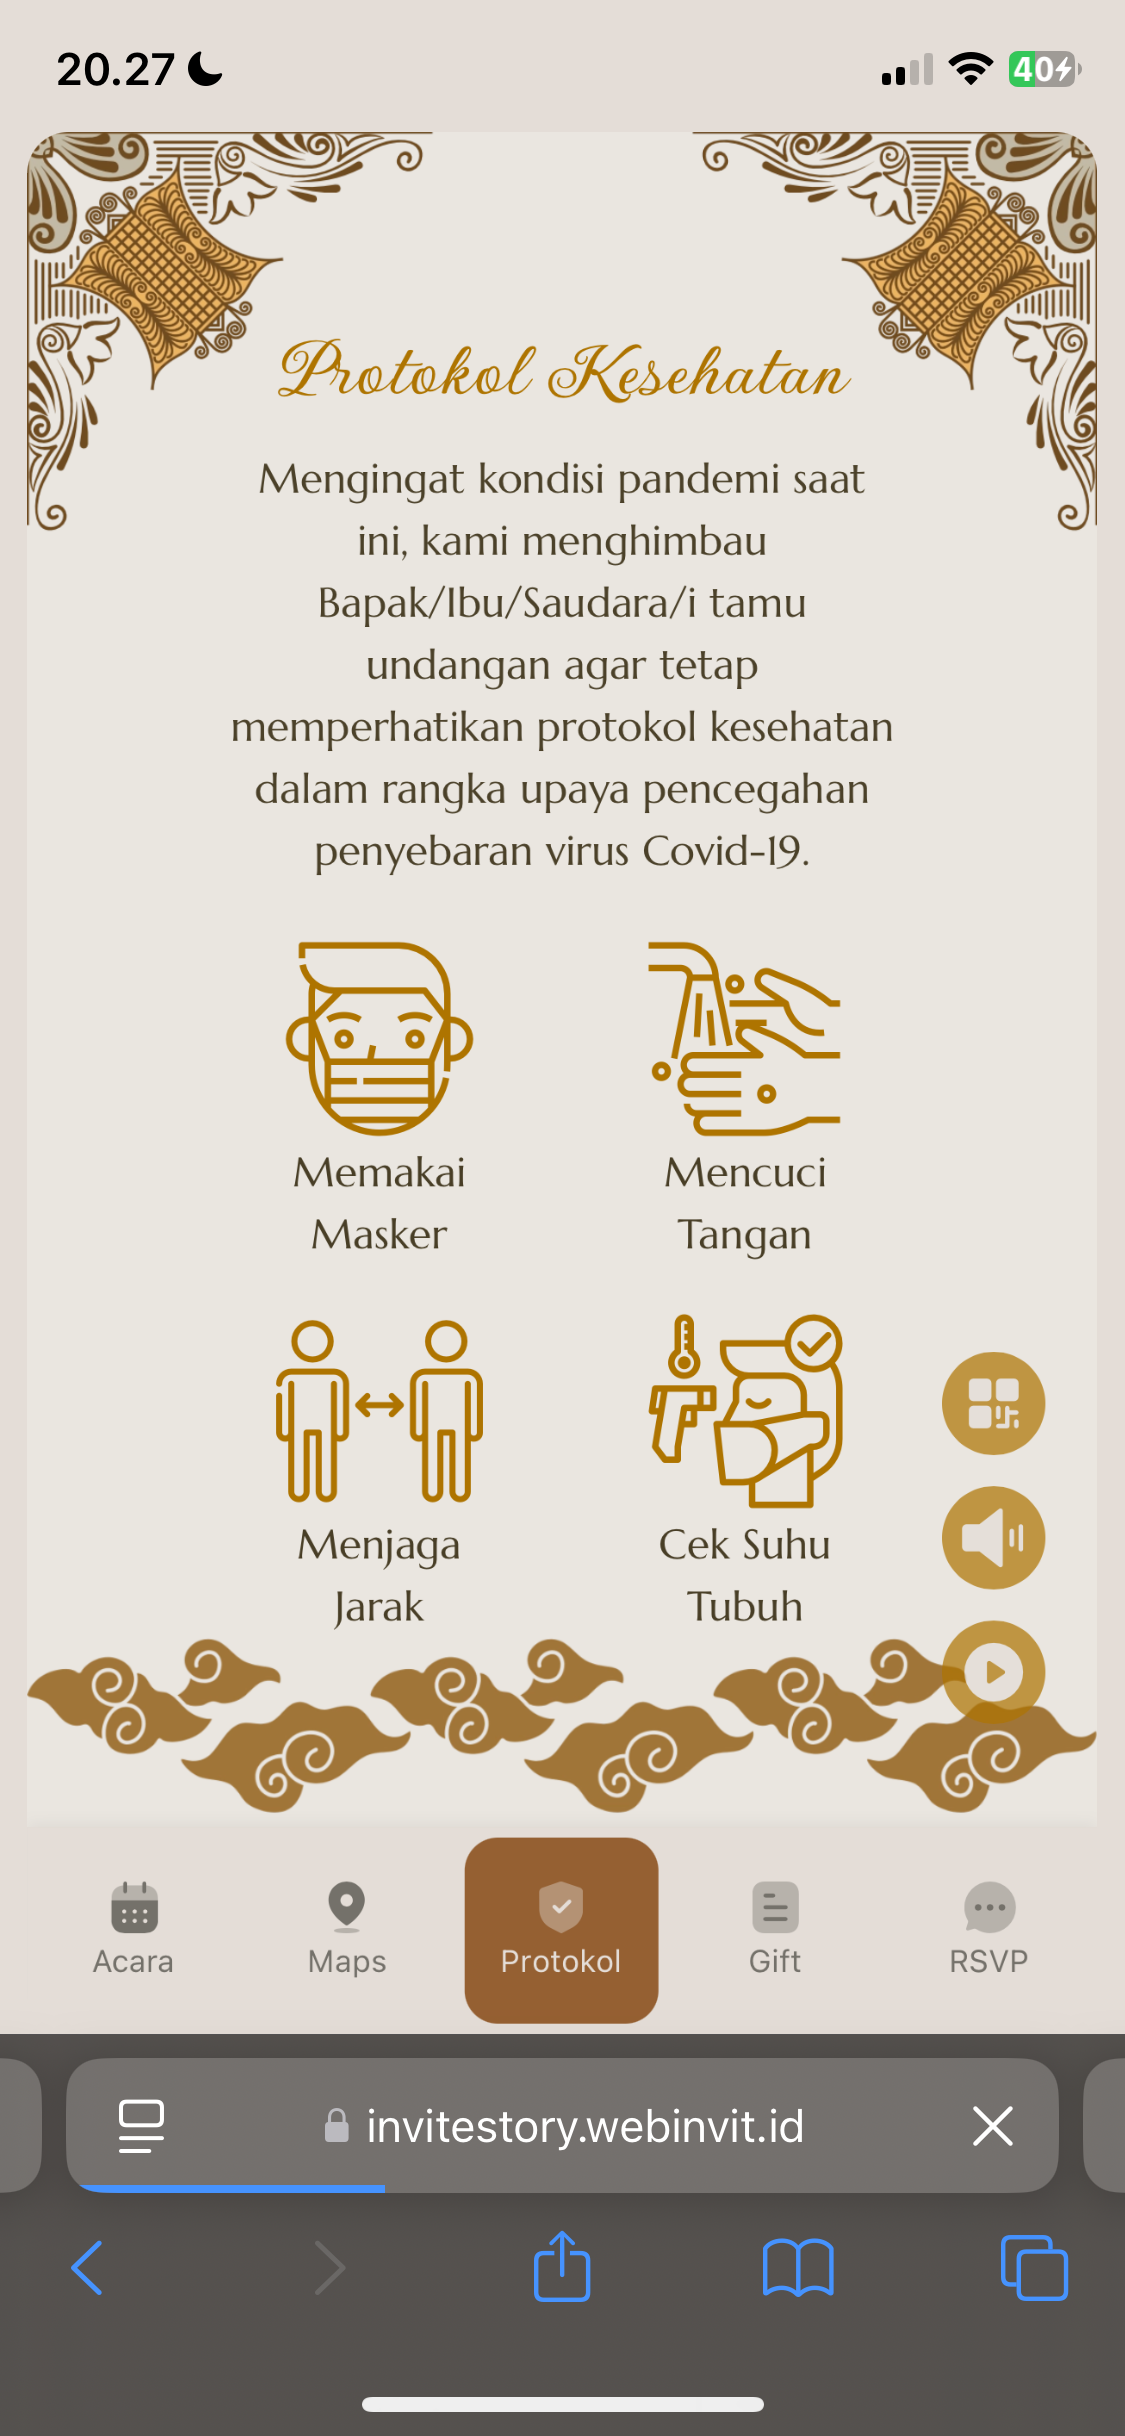 20.27
40
Protokol Kesehatan
Mengingat kondisi pandemi saat
ini, kami menghimbau
Bapak/Ibu/Saudara/i tamu
undangan agar tetap
memperhatikan protokol kesehatan
dalam rangka upaya pencegahan
penyebaran virus Covid-19.
Memakai
Masker
Mencuci
Tangan
Menjaga
Jarak
Cek Suhu
Tubuh
Acara
Maps
Protokol
Gift
RSVP
invitestory.webinvit.id